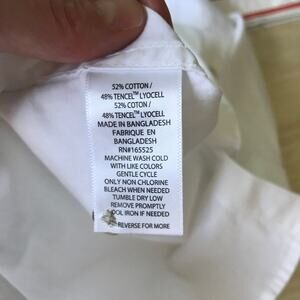 52% COTTON/
48% TENCEL™ LYOCELL
52% COTTON/
48% TENCEL™ LYOCELL
MADE IN BANGLADESH
FABRIQUE EN
BANGLADESH
RN#165525
MACHINE WASH COLD
WITH LIKE COLORS
GENTLE CYCLE
ONLY NON CHLORINE
BLEACH WHEN NEEDED
TUMBLE DRY LOW
REMOVE PROMPTLY
OOL IRON IF NEEDED
REVERSE FOR MORE